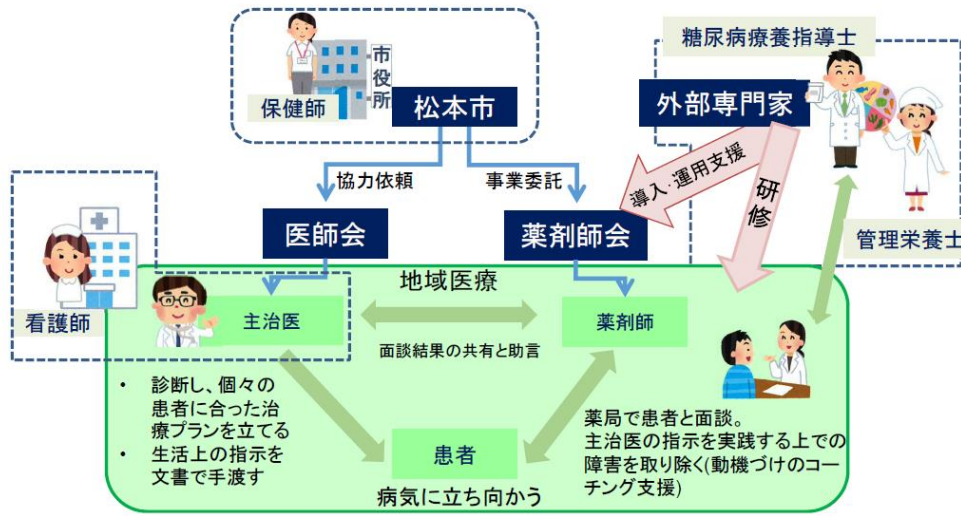 糖尿病療養指導士
市役所
保健師
松本市
外部専門家
協力依頼
事業委託
導入・運用支援
研修
医師会
薬剤師会
管理栄養士
看護師
地域医療
主治医
薬剤師
面談結果の共有と助言
・ 診断し、個々の
患者に合った治
療プランを立てる
・ 生活上の指示を
文書で手渡す
患者
病気に立ち向かう
薬局で患者と面談。
主治医の指示を実践する上での
障害を取り除く(動機づけのコー
チング支援)